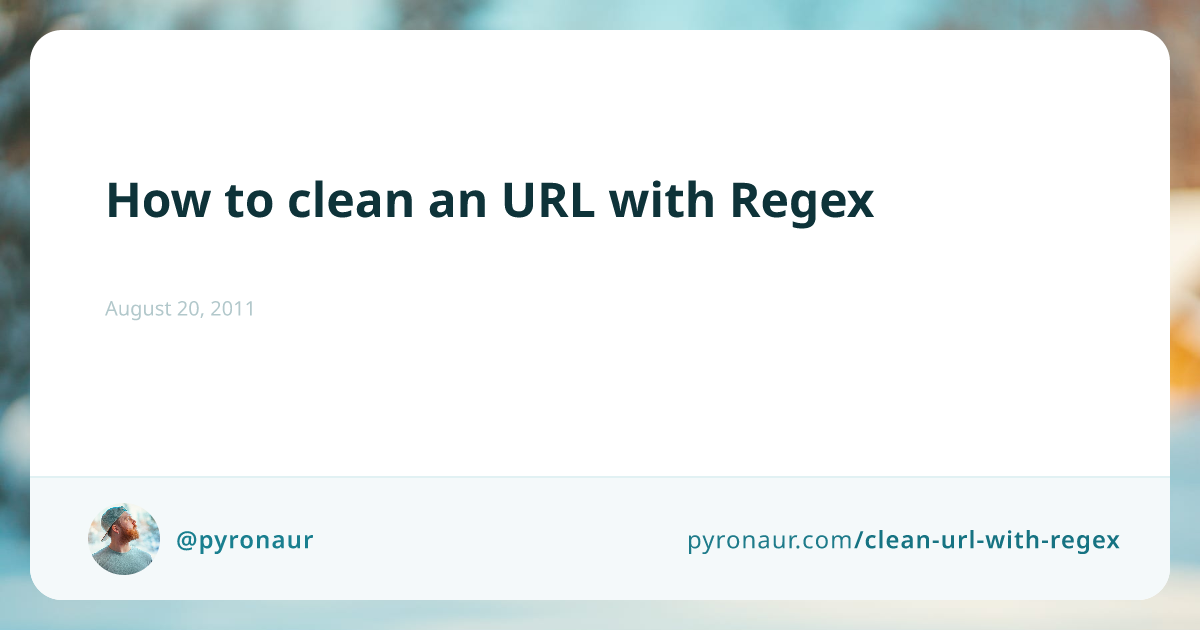 How to clean an URL with Regex
August 20, 2011
@pyronaur
pyronaur.com/clean-url-with-regex